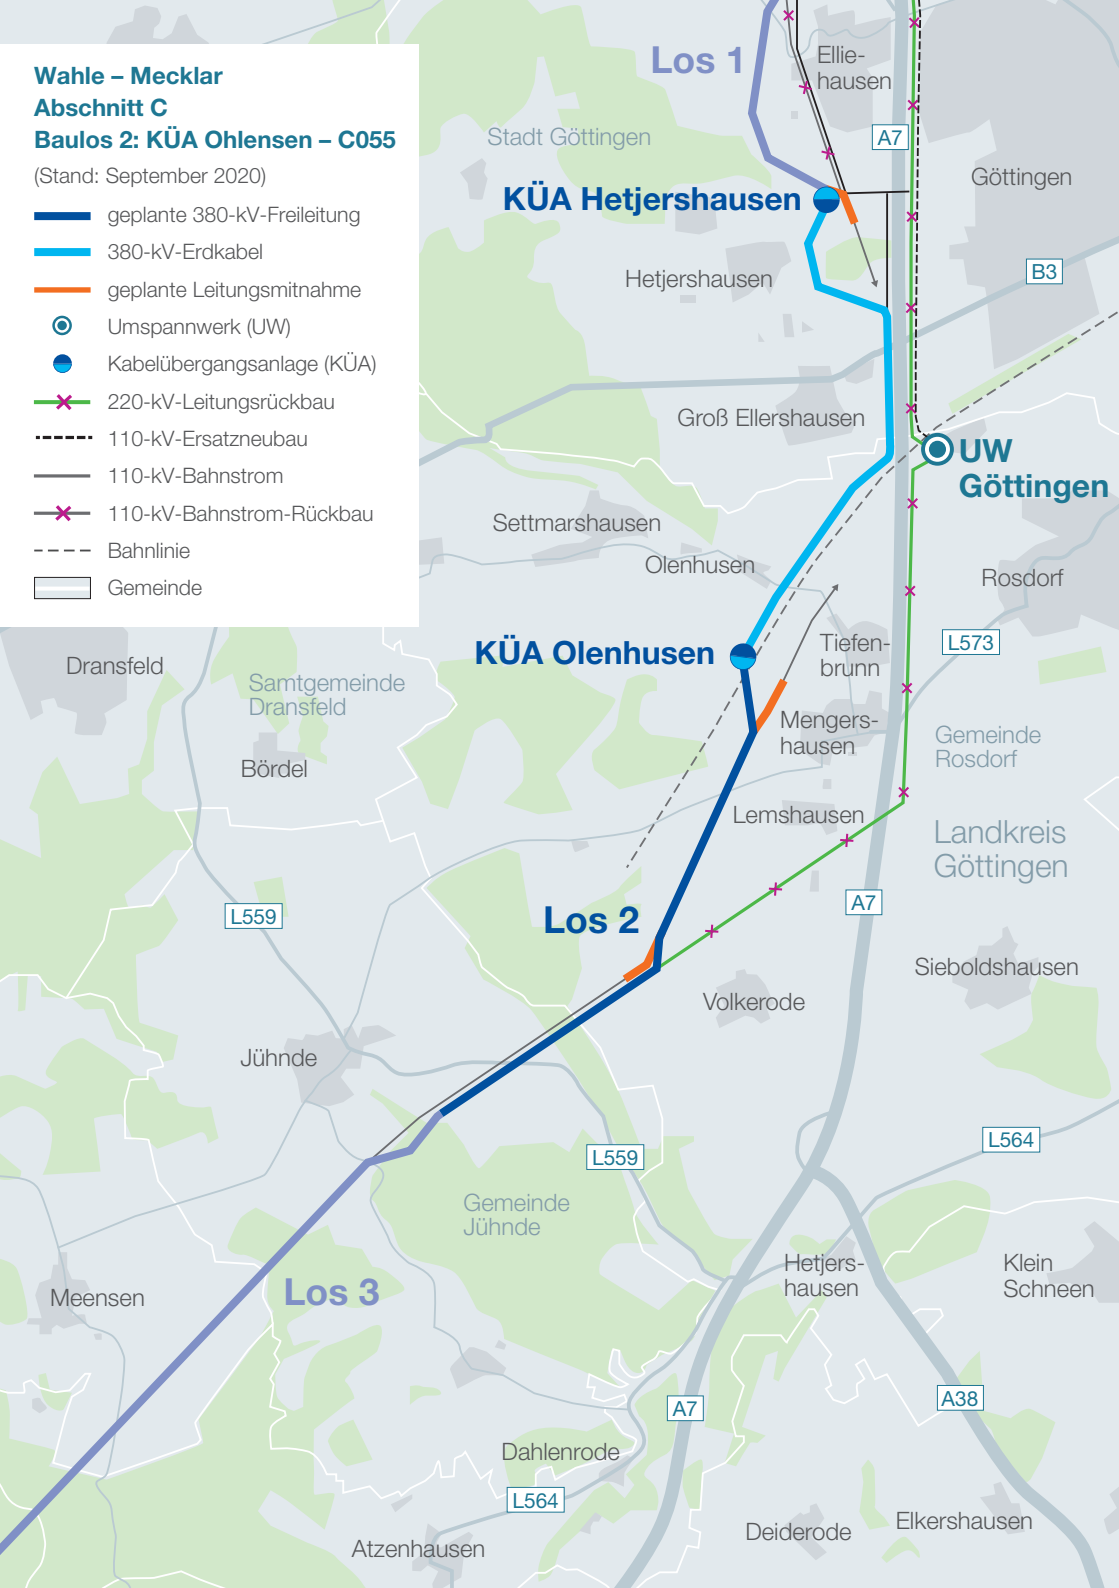 Wahle – Mecklar
Abschnitt C
Baulos 2: KÜA Ohlensen – C055
(Stand: September 2020)
geplante 380-kV-Freileitung
380-kV-Erdkabel
geplante Leitungsmitnahme
Umspannwerk (UW)
Kabelübergangsanlage (KÜA)
220-kV-Leitungsrückbau
110-kV-Ersatzneubau
110-kV-Bahnstrom
110-kV-Bahnstrom-Rückbau
Bahnlinie
Gemeinde
Los 1
Ellie-
hausen
A7
Stadt Göttingen
Göttingen
KÜA Hetjershausen
B3
Hetjershausen
Groß Ellershausen
UW
Göttingen
Settmarshausen
Olenhusen
Rosdorf
L573
KÜA Olenhusen
Tiefen-
brunn
Dransfeld
Samtgemeinde
Dransfeld
Mengers-
hausen
Gemeinde
Rosdorf
Bördel
Lemshausen
Landkreis
Göttingen
A7
L559
Los 2
Sieboldshausen
Volkerode
Jühnde
L564
L559
Gemeinde
Jühnde
Hetjers-
hausen
Klein
Schneen
Los 3
Meensen
A38
A7
Dahlenrode
L564
Deiderode
Elkershausen
Atzenhausen